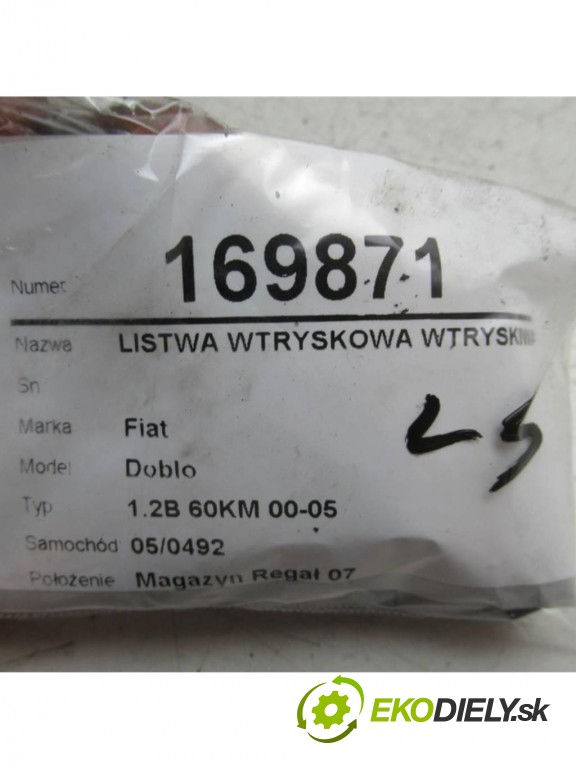 Numer 169871
Nazwa LISTWA WTRYSKOWA
Sn
Marka Fiat
Model Doblo
Typ 1.2B 60KM 00-05
Samochód 05/0492
Położenie Magazyn Regał 07
EKODIELY.sk